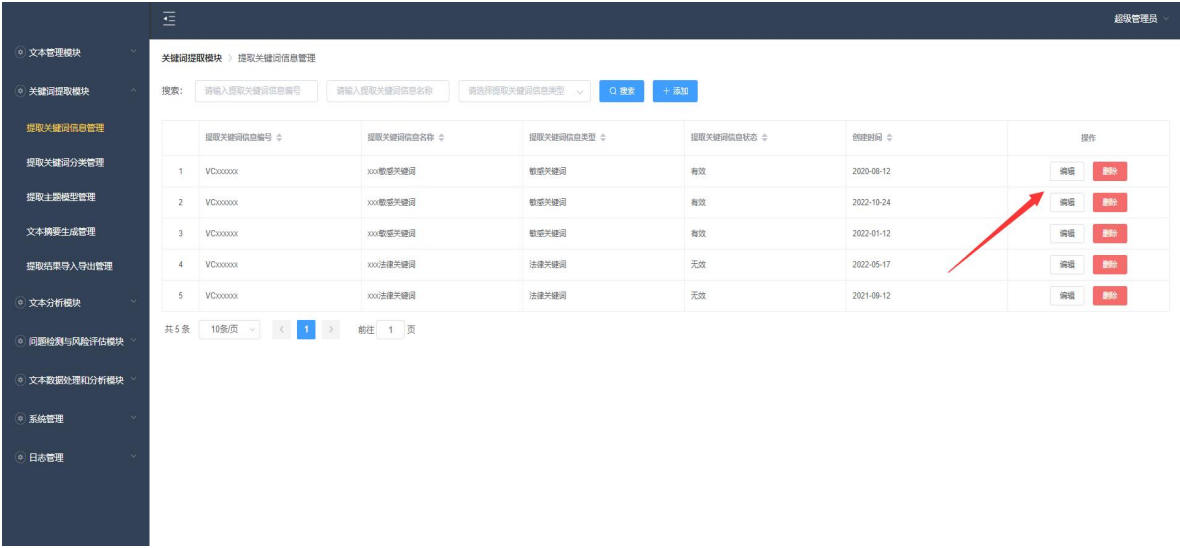 超级管理员
文本管理模块
关键词提取模块
提取关键词信息管理
提取关键词分类管理
提取主题模型管理
文本摘要生成管理
提取结果导入导出管理
文本分析模块
问题检测与风险评估模块
文本数据处理和分析模块
系统管理
日志管理
关键词提取模块 > 提取关键词信息管理
搜索： 请输入提取关键词信息编号 请输入提取关键词信息名称 请选择提取关键词信息类型 搜索 + 添加
提取关键词信息编号 提取关键词信息名称 提取关键词信息类型 提取关键词信息状态 创建时间 操作
1 VCxxxxxx xxx敏感关键词 敏感关键词 有效 2020-08-12 编辑 删除
2 VCxxxxxx xxx敏感关键词 敏感关键词 有效 2022-10-24 编辑 删除
3 VCxxxxxx xxx敏感关键词 敏感关键词 有效 2022-01-12 编辑 删除
4 VCxxxxxx xxx法律关键词 法律关键词 无效 2022-05-17 编辑 删除
5 VCxxxxxx xxx法律关键词 法律关键词 无效 2021-09-12 编辑 删除
共 5 条 10条/页 < 1 > 前往 1 页